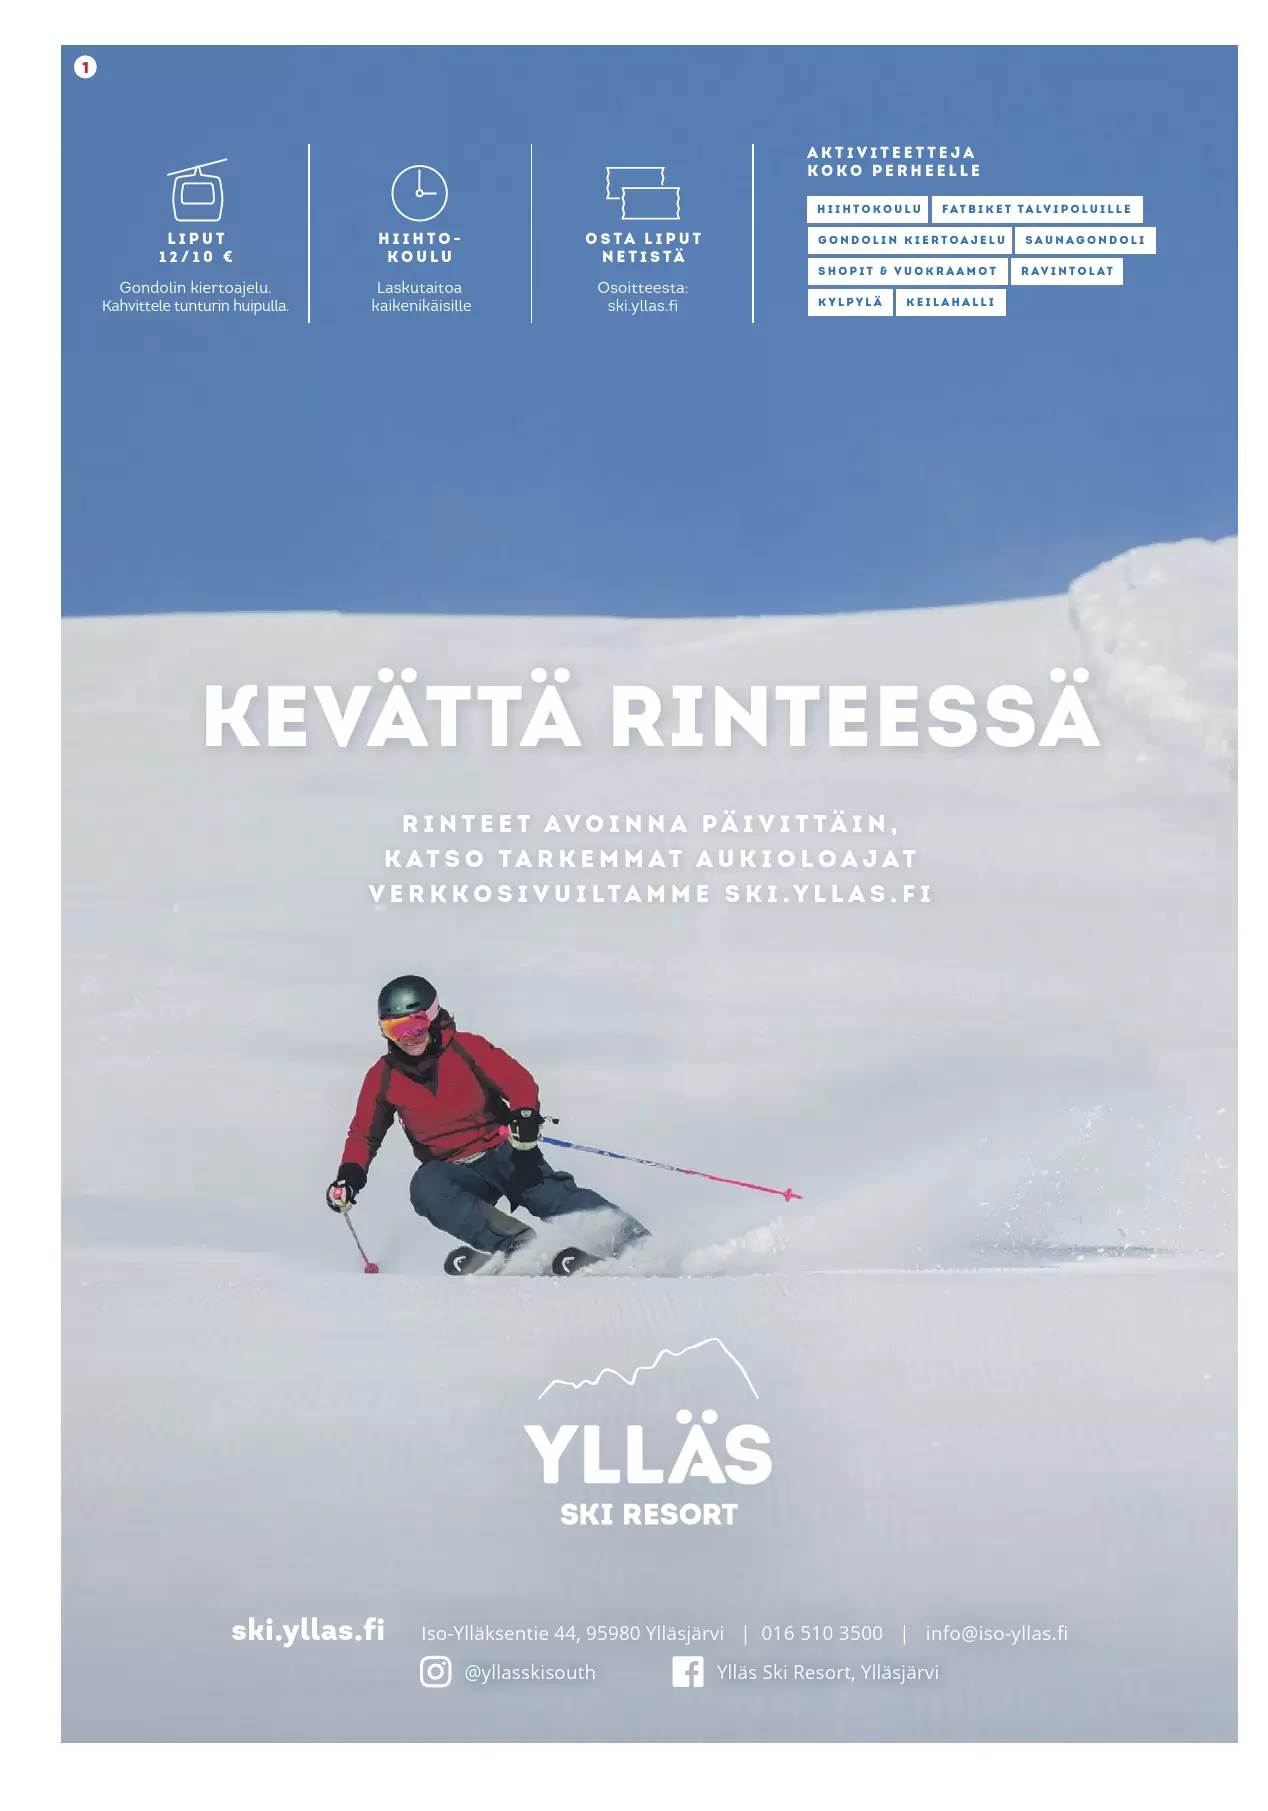 1
LIPUT
12/10 €
Gondolin kiertoajelu.
Kahvittele tunturin huipulla.
HIIHTO-
KOULU
Laskutaitoa
kaikenikäisille
OSTA LIPUT
NETISTÄ
Osoitteesta:
ski.yllas.fi
AKTIVITEETTEJA
KOKO PERHEELLE
HIIHTOKOULU FATBIKET TALVIPOLUILLE
GONDOLIN KIERTOAJELU SAUNAGONDOLI
SHOPIT & VUOKRAAMOT RAVINTOLAT
KYLPYLÄ KEILAHALLI
KEVÄTTÄ RINTEESSÄ
RINTEET AVOINNA PÄIVITTÄIN,
KATSO TARKEMMAT AUKIOLOAJAT
VERKKOSIVUILTAMME SKI.YLLAS.FI
YLLÄS
SKI RESORT
ski.yllas.fi Iso-Ylläksentie 44, 95980 Ylläsjärvi | 016 510 3500 | info@iso-yllas.fi
@yllasskisouth Ylläs Ski Resort, Ylläsjärvi